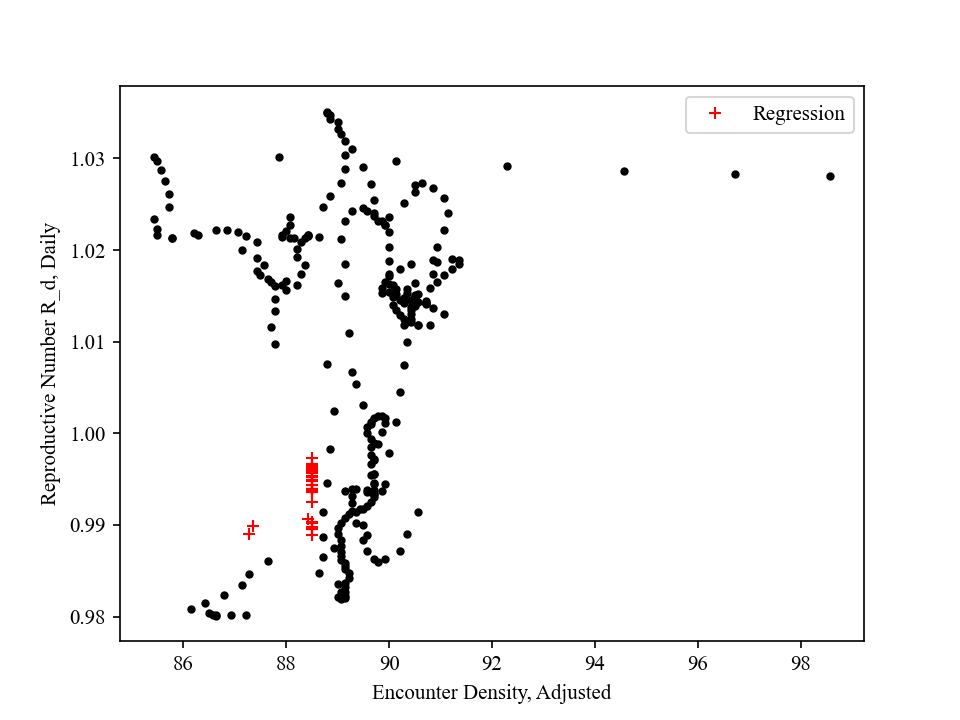 Regression
1.03
1.02
1.01
1.00
0.99
0.98
Reproductive Number R_d, Daily
86 88 90 92 94 96 98
Encounter Density, Adjusted